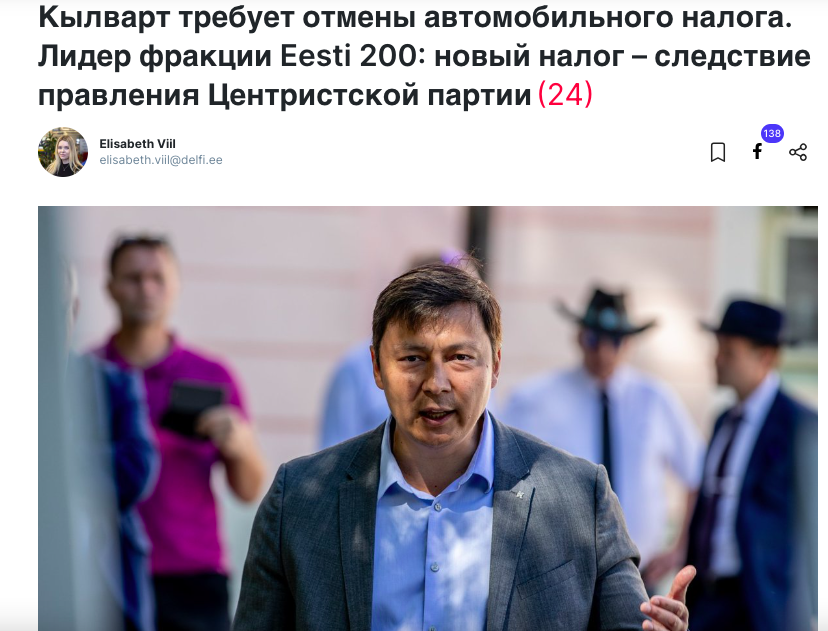 Кылварт требует отмены автомобильного налога.
Лидер фракции Eesti 200: новый налог – следствие
правления Центристской партии (24)
Elisabeth Viil
elisabeth.viil@delfi.ee
138